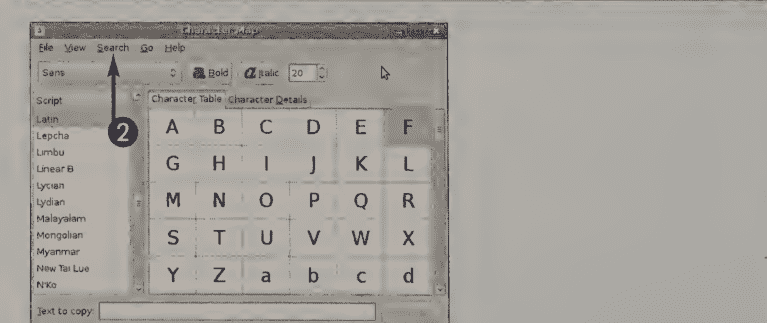 Character Map
File View Search Go Help
Sans Bold Italic 20
Script Character Table Character Details
Latin
Lepcha
Limbu
Linear B
Lycian
Lydian
Malayalam
Mongolian
Myanmar
New Tai Lue
N'Ko
A B C D E F
G H I J K L
M N O P Q R
S T U V W X
Y Z a b c d
2
Text to copy: